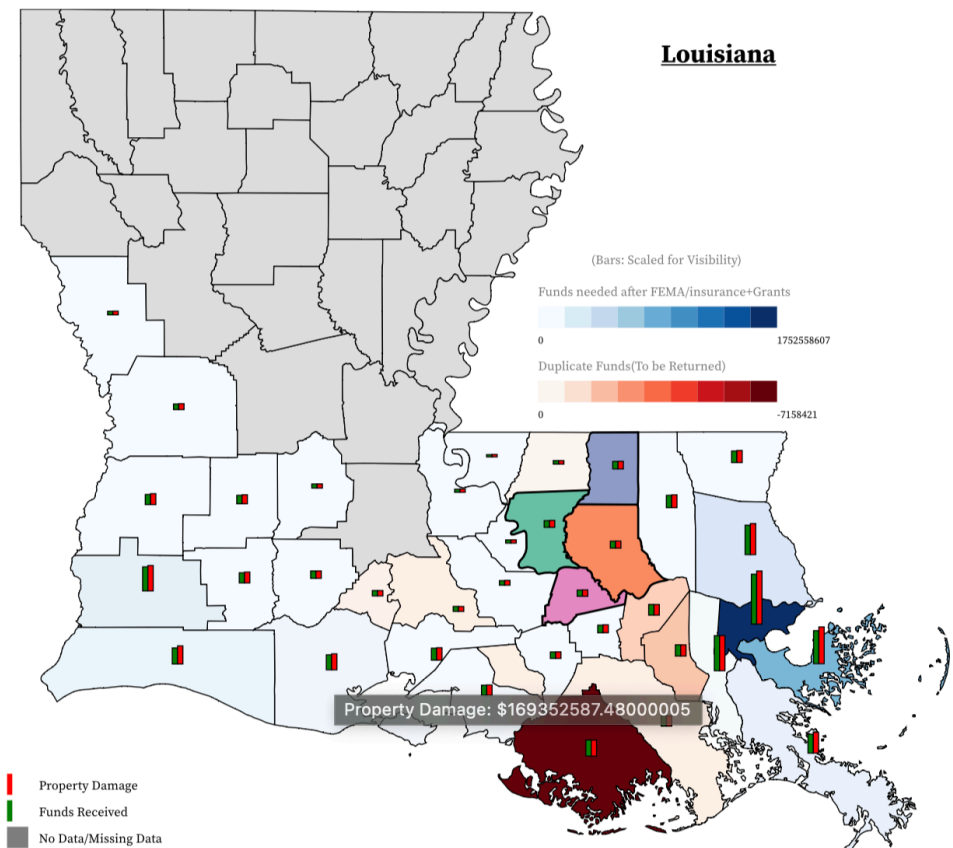 Louisiana
(Bars: Scaled for Visibility)
Funds needed after FEMA/insurance+Grants
0 1752558607
Duplicate Funds(To be Returned)
0 -7158421
Property Damage: $169352587.48000005
Property Damage
Funds Received
No Data/Missing Data